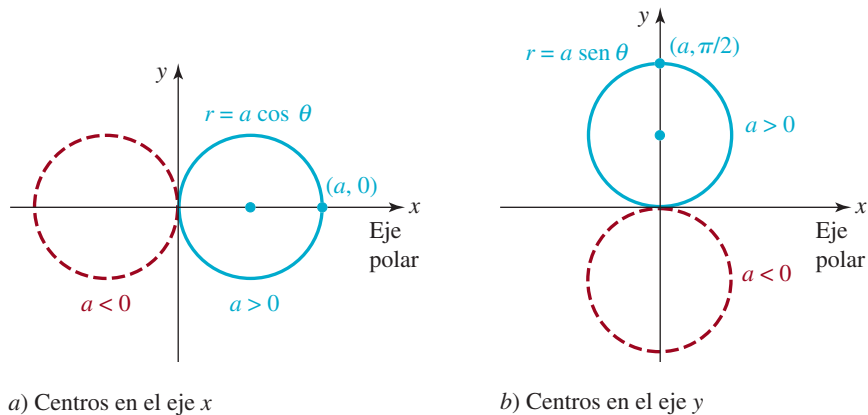 y
r = a cos θ
(a, 0)
x
Eje
polar
a < 0
a > 0
a) Centros en el eje x
y
r = a sen θ
(a, π/2)
a > 0
x
Eje
polar
a < 0
b) Centros en el eje y